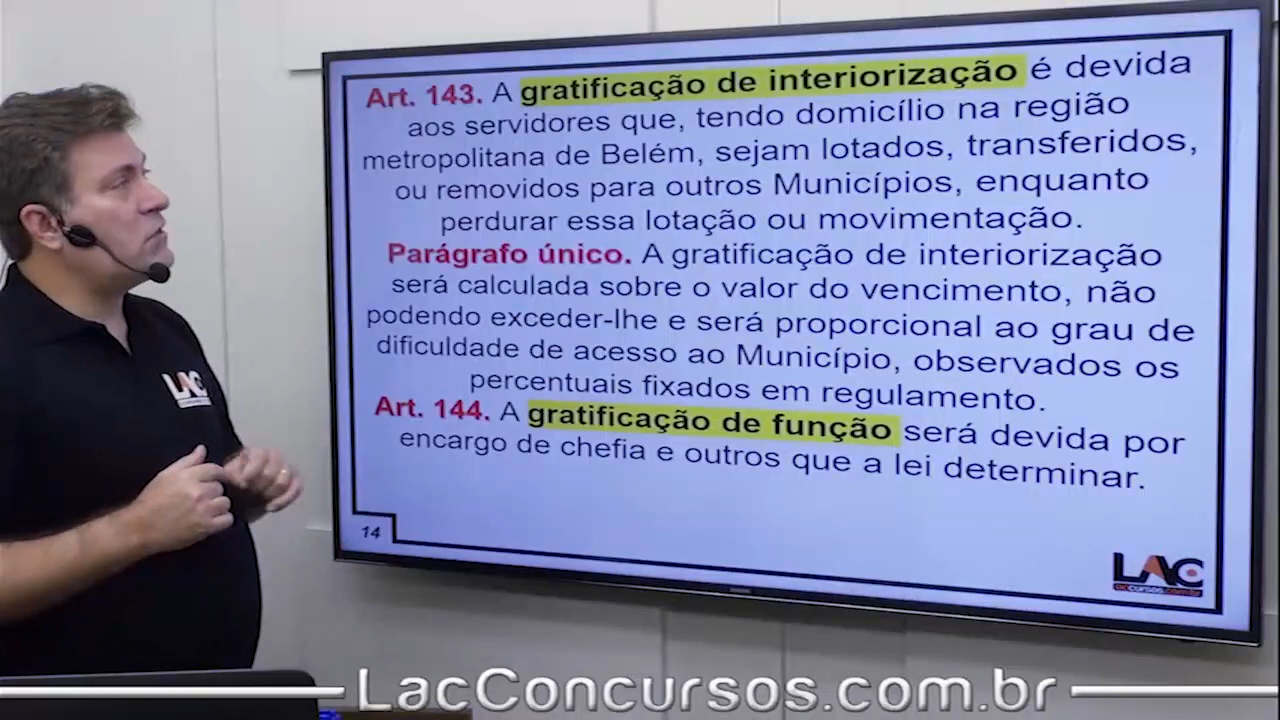 Art. 143. A gratificação de interiorização é devida
aos servidores que, tendo domicílio na região
metropolitana de Belém, sejam lotados, transferidos,
ou removidos para outros Municípios, enquanto
perdurar essa lotação ou movimentação.
Parágrafo único. A gratificação de interiorização
será calculada sobre o valor do vencimento, não
podendo exceder-lhe e será proporcional ao grau de
dificuldade de acesso ao Município, observados os
percentuais fixados em regulamento.
Art. 144. A gratificação de função será devida por
encargo de chefia e outros que a lei determinar.
14
LAC
laccursos.com.br
LAC
LacConcursos.com.br